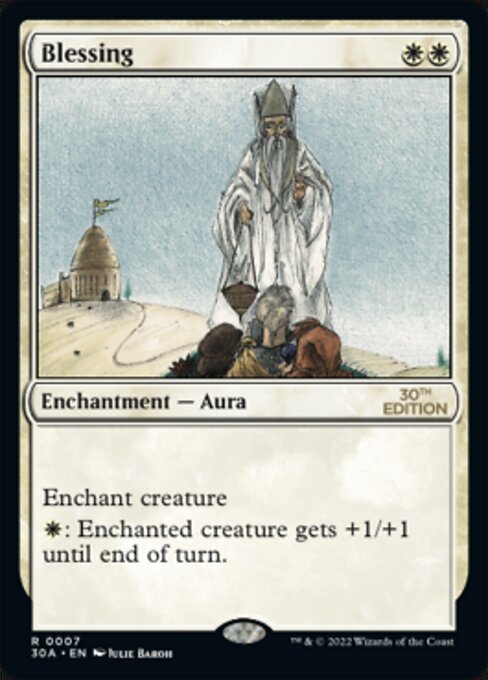 Blessing
Enchantment — Aura
30TH
EDITION
Enchant creature
: Enchanted creature gets +1/+1
until end of turn.
R 0007
30A • EN Julie Baroh
™ & © 2022 Wizards of the Coast